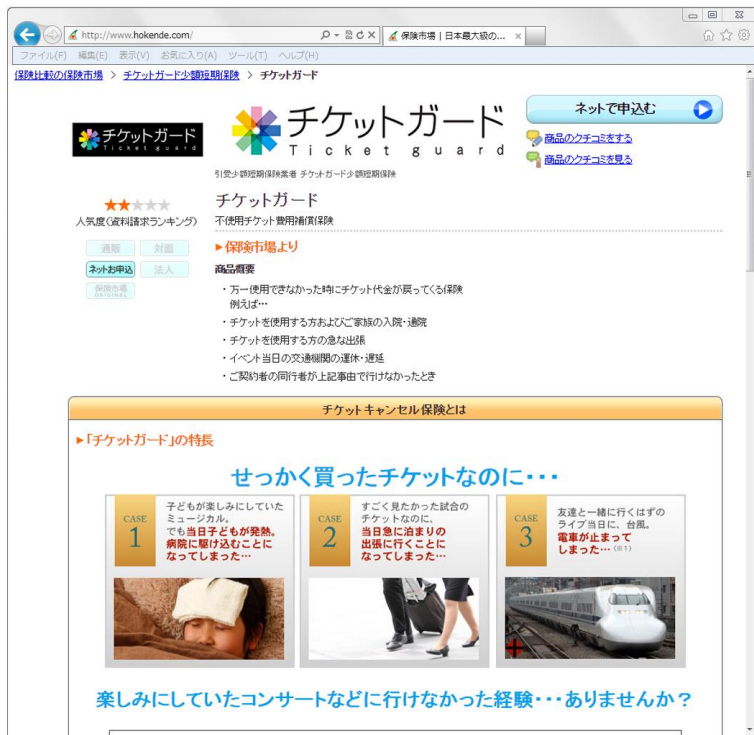 http://www.hokende.com/
保険市場 | 日本最大級の...
ファイル(F) 編集(E) 表示(V) お気に入り(A) ツール(T) ヘルプ(H)
保険比較の保険市場 > チケットガード少額短期保険 > チケットガード
チケットガード
Ticket guard
チケットガード
Ticket guard
引受少額短期保険業者 チケットガード少額短期保険
ネットで申込む
商品のクチコミをする
商品のクチコミを見る
★★★★★
人気度(資料請求ランキング)
通販 対面
ネットお申込 法人
保険市場
ORIGINAL
チケットガード
不使用チケット費用補償保険
▶保険市場より
商品概要
・万一使用できなかった時にチケット代金が戻ってくる保険
例えば…
・チケットを使用する方およびご家族の入院・通院
・チケットを使用する方の急な出張
・イベント当日の交通機関の運休・遅延
・ご契約者の同行者が上記事由で行けなかったとき
チケットキャンセル保険とは
▶「チケットガード」の特長
せっかく買ったチケットなのに・・・
CASE
1
子どもが楽しみにしていた
ミュージカル。
でも当日子どもが発熱。
病院に駆け込むことに
なってしまった…
CASE
2
すごく見たかった試合の
チケットなのに、
当日急に泊まりの
出張に行くことに
なってしまった…
CASE
3
友達と一緒に行くはずの
ライブ当日に、台風。
電車が止まって
しまった… (※1)
楽しみにしていたコンサートなどに行けなかった経験・・・ありませんか？